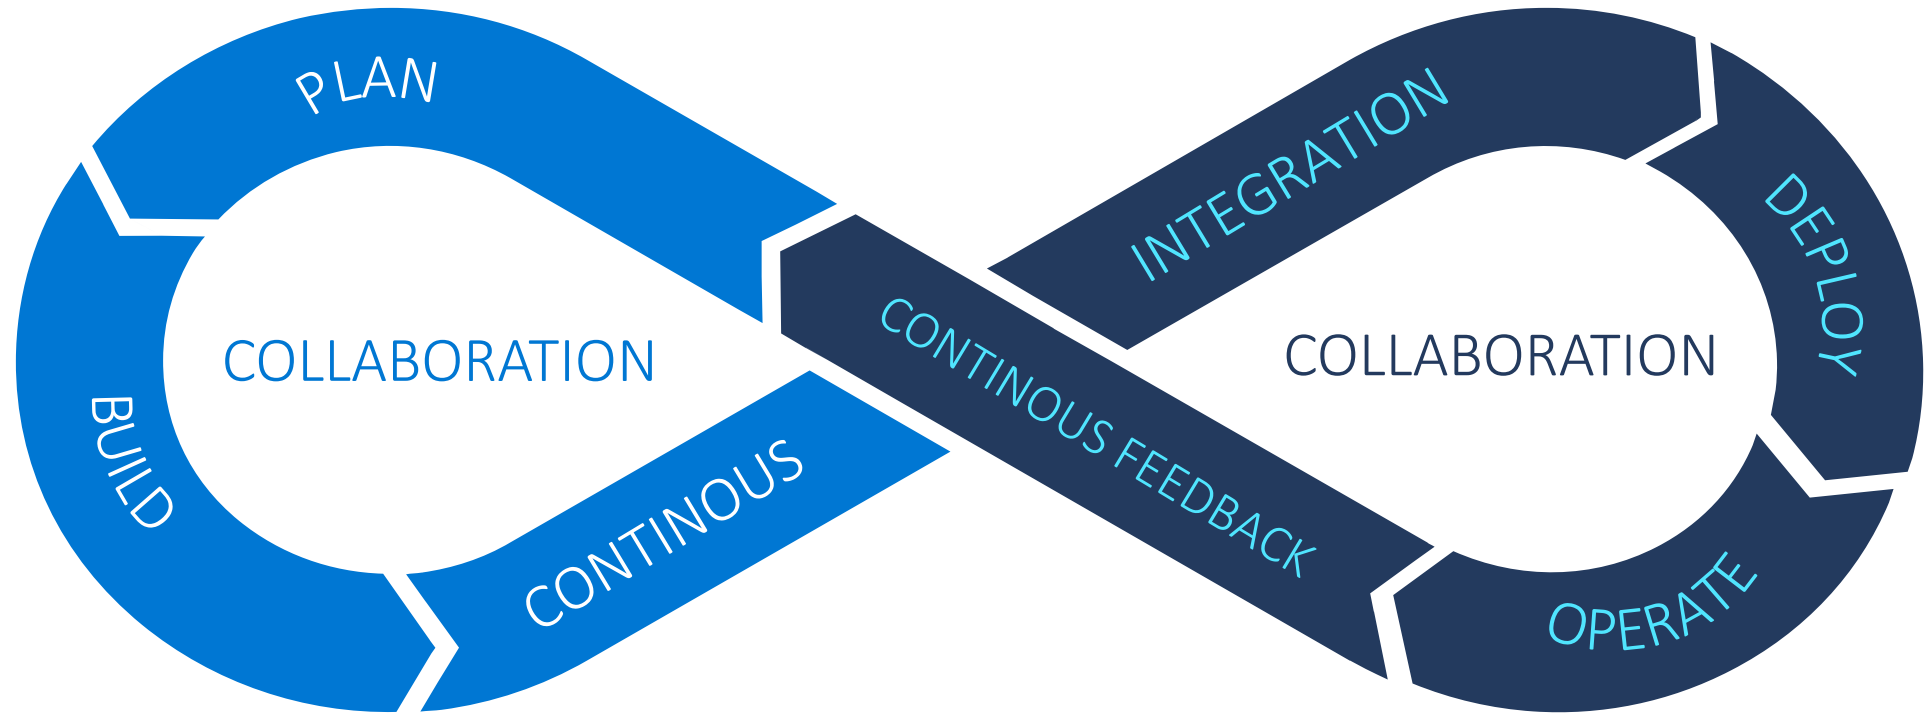 PLAN
BUILD
CONTINOUS
INTEGRATION
DEPLOY
OPERATE
CONTINOUS FEEDBACK
COLLABORATION
COLLABORATION